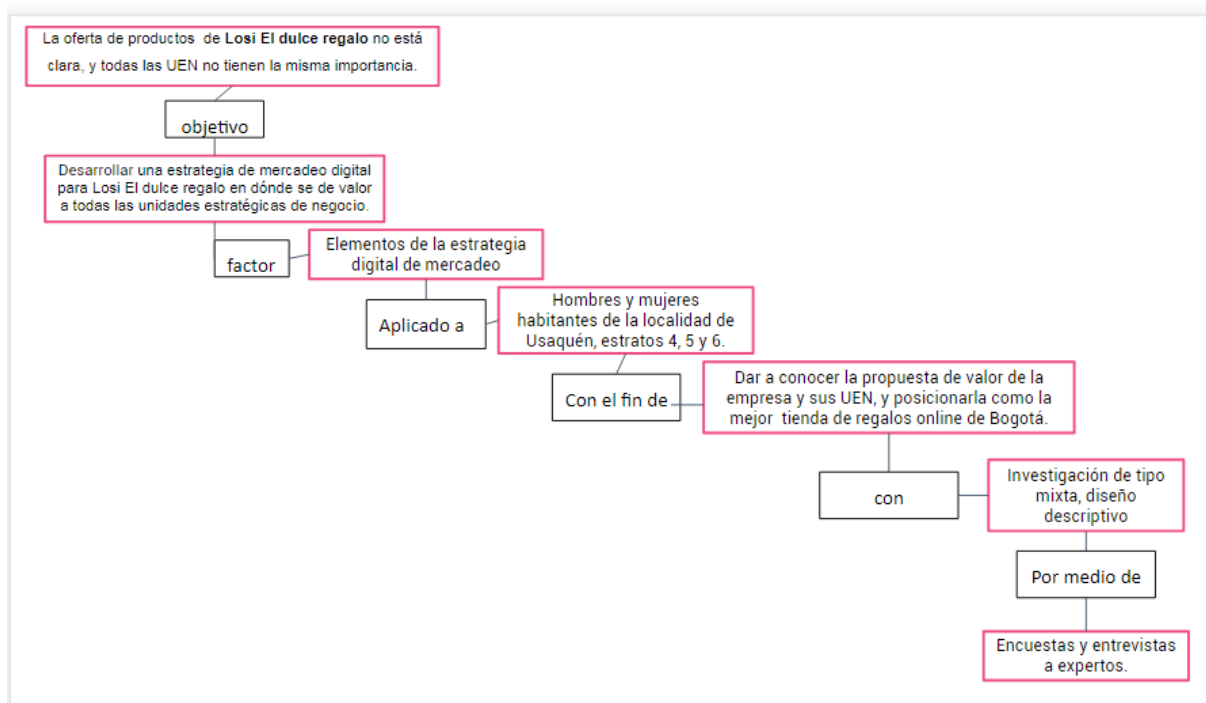 La oferta de productos de Losi El dulce regalo no está
clara, y todas las UEN no tienen la misma importancia.
objetivo
Desarrollar una estrategia de mercadeo digital
para Losi El dulce regalo en dónde se de valor
a todas las unidades estratégicas de negocio.
factor
Elementos de la estrategia
digital de mercadeo
Aplicado a
Hombres y mujeres
habitantes de la localidad de
Usaquén, estratos 4, 5 y 6.
Con el fin de
Dar a conocer la propuesta de valor de la
empresa y sus UEN, y posicionarla como la
mejor tienda de regalos online de Bogotá.
con
Investigación de tipo
mixta, diseño
descriptivo
Por medio de
Encuestas y entrevistas
a expertos.